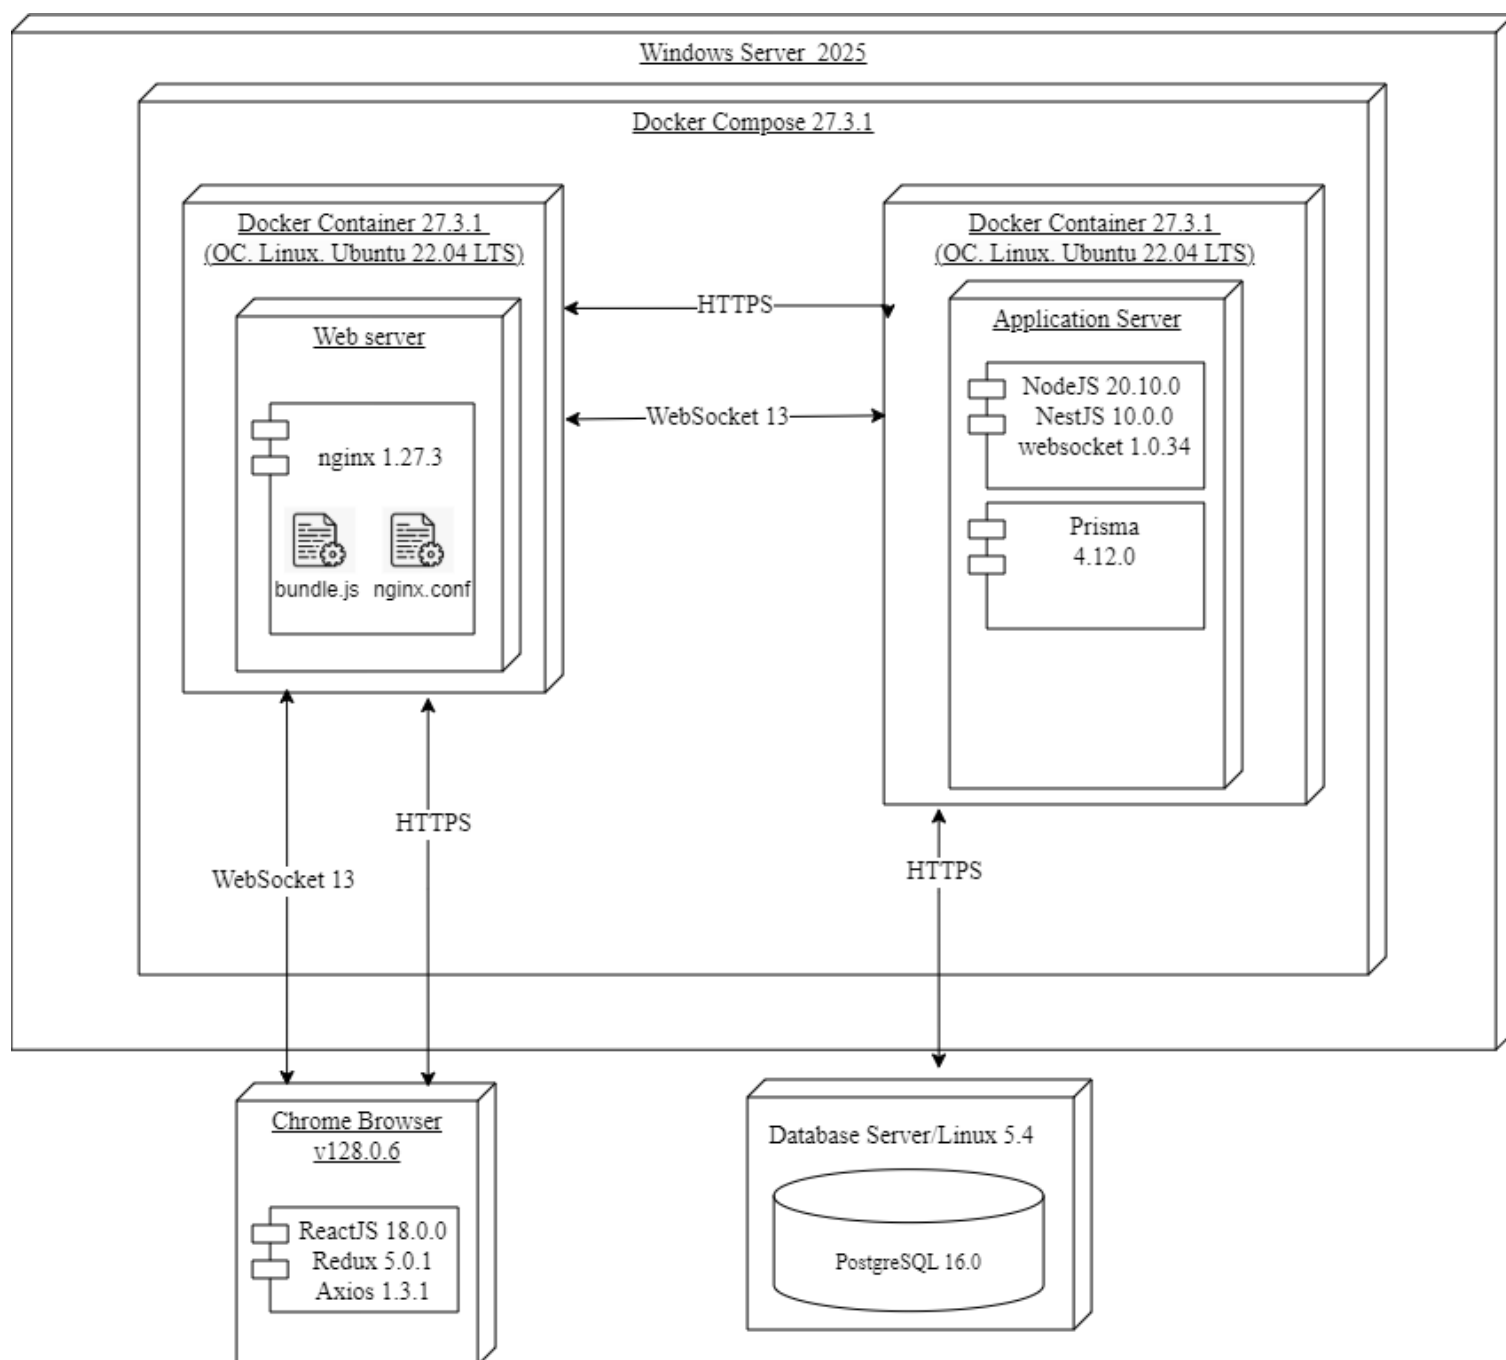 Windows Server 2025
Docker Compose 27.3.1
Docker Container 27.3.1
(ОС. Linux. Ubuntu 22.04 LTS)
Web server
nginx 1.27.3
bundle.js
nginx.conf
HTTPS
WebSocket 13
Docker Container 27.3.1
(ОС. Linux. Ubuntu 22.04 LTS)
Application Server
NodeJS 20.10.0
NestJS 10.0.0
websocket 1.0.34
Prisma
4.12.0
HTTPS
WebSocket 13
HTTPS
Chrome Browser
v128.0.6
ReactJS 18.0.0
Redux 5.0.1
Axios 1.3.1
Database Server/Linux 5.4
PostgreSQL 16.0